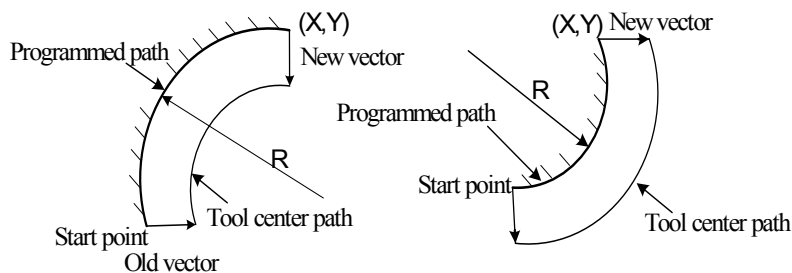 (X,Y)
Programmed path
New vector
R
Tool center path
Start point
Old vector
(X,Y) New vector
R
Programmed path
Start point
Tool center path